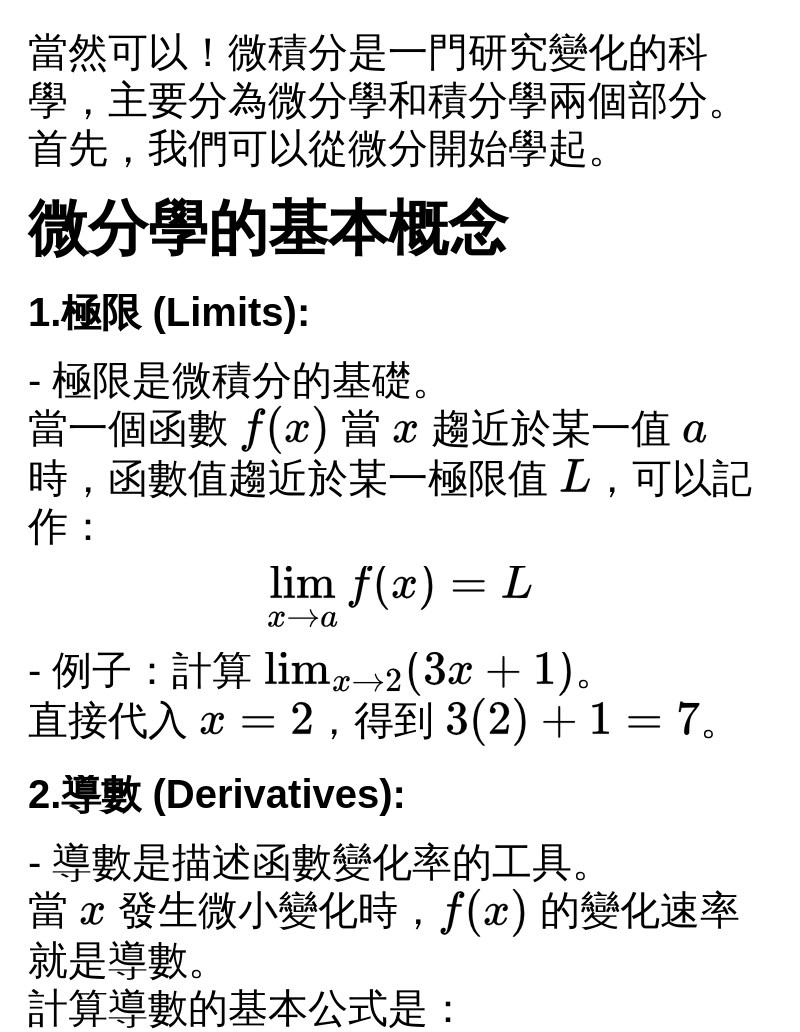 當然可以！微積分是一門研究變化的科
學，主要分為微分學和積分學兩個部分。
首先，我們可以從微分開始學起。
微分學的基本概念
1.極限 (Limits):
- 極限是微積分的基礎。
當一個函數 f(x) 當 x 趨近於某一值 a
時，函數值趨近於某一極限值 L，可以記
作：
lim f(x) = L
x→a
- 例子：計算 lim x→2 (3x + 1)。
直接代入 x = 2，得到 3(2) + 1 = 7。
2.導數 (Derivatives):
- 導數是描述函數變化率的工具。
當 x 發生微小變化時，f(x) 的變化速率
就是導數。
計算導數的基本公式是：